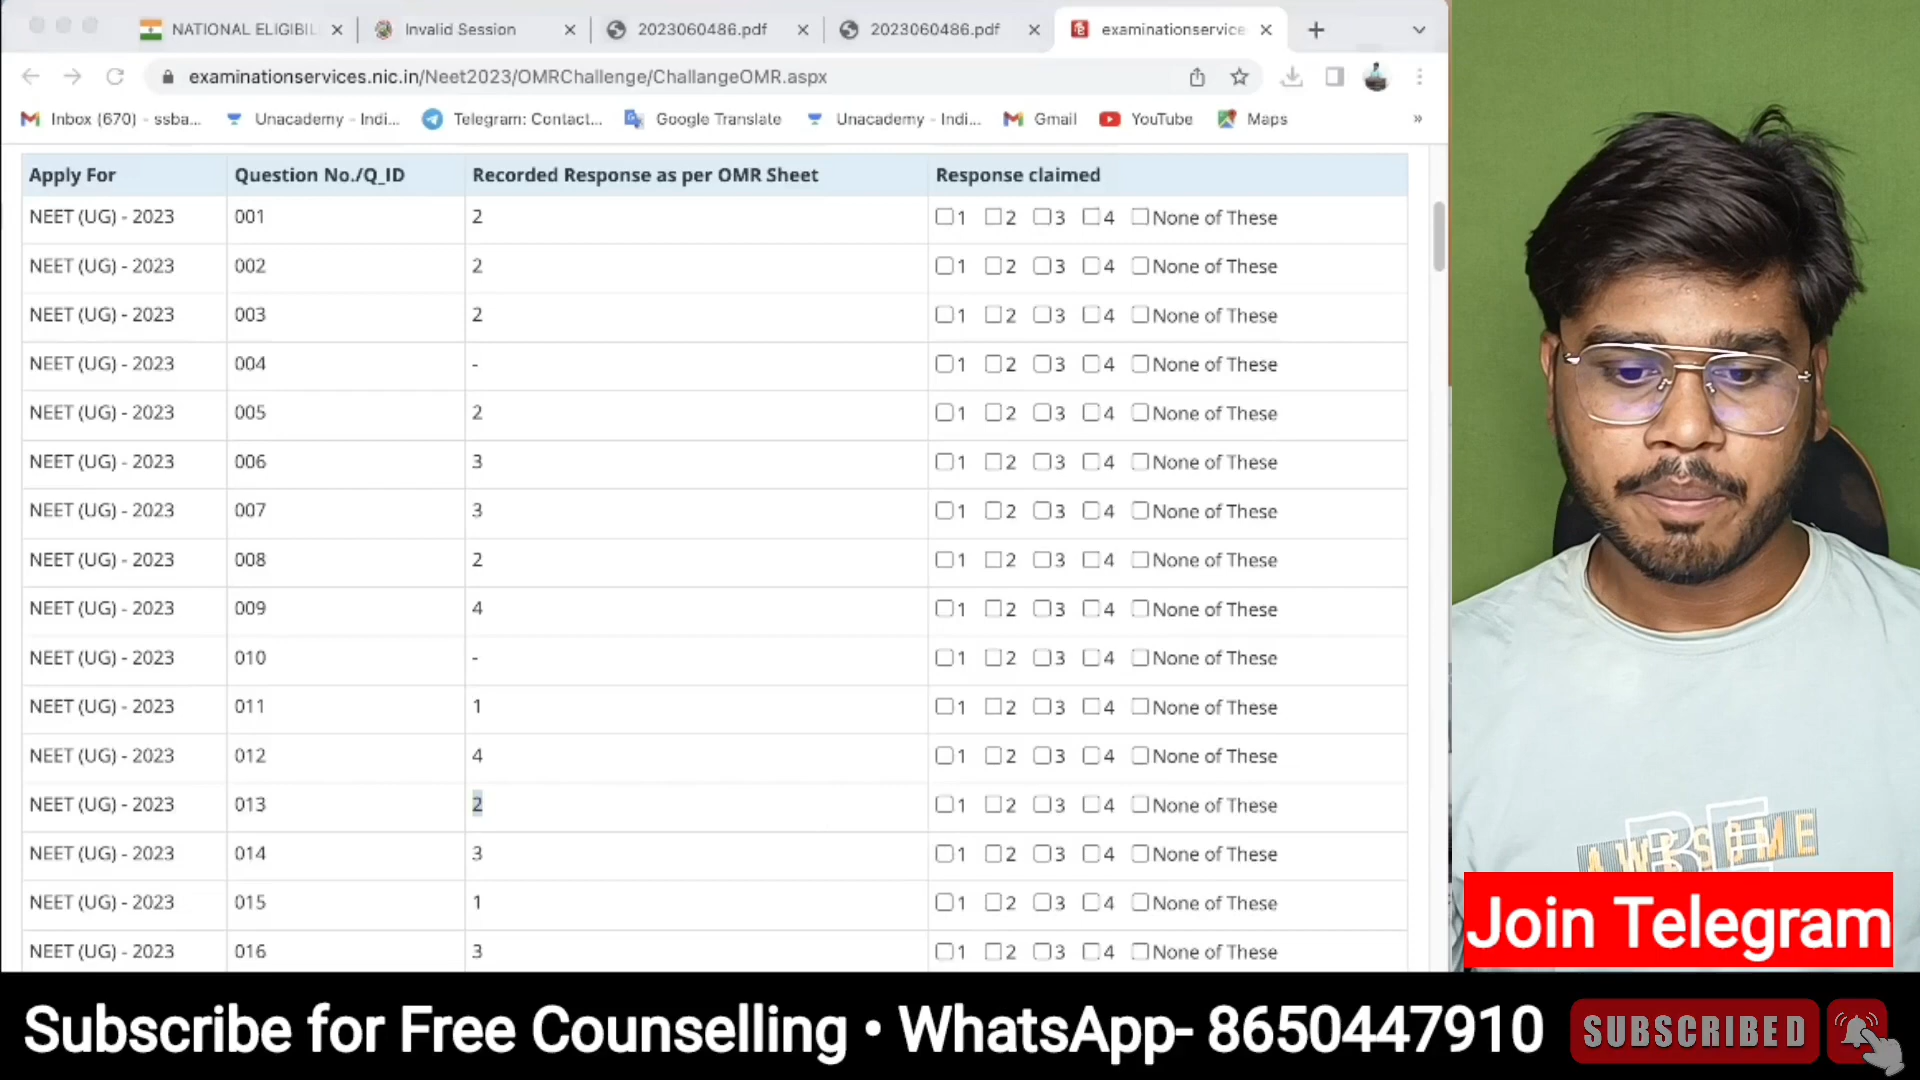 NATIONAL ELIGIBIL
Invalid Session
2023060486.pdf
2023060486.pdf
examinationservice
examinationservices.nic.in/Neet2023/OMRChallenge/ChallangeOMR.aspx
Inbox (670) - ssba...
Unacademy - Indi...
Telegram: Contact...
Google Translate
Unacademy - Indi...
Gmail
YouTube
Maps
»
Apply For Question No./Q_ID Recorded Response as per OMR Sheet Response claimed
NEET (UG) - 2023 001 2 1 2 3 4 None of These
NEET (UG) - 2023 002 2 1 2 3 4 None of These
NEET (UG) - 2023 003 2 1 2 3 4 None of These
NEET (UG) - 2023 004 - 1 2 3 4 None of These
NEET (UG) - 2023 005 2 1 2 3 4 None of These
NEET (UG) - 2023 006 3 1 2 3 4 None of These
NEET (UG) - 2023 007 3 1 2 3 4 None of These
NEET (UG) - 2023 008 2 1 2 3 4 None of These
NEET (UG) - 2023 009 4 1 2 3 4 None of These
NEET (UG) - 2023 010 - 1 2 3 4 None of These
NEET (UG) - 2023 011 1 1 2 3 4 None of These
NEET (UG) - 2023 012 4 1 2 3 4 None of These
NEET (UG) - 2023 013 2 1 2 3 4 None of These
NEET (UG) - 2023 014 3 1 2 3 4 None of These
NEET (UG) - 2023 015 1 1 2 3 4 None of These
NEET (UG) - 2023 016 3 1 2 3 4 None of These
BE
AWESOME
Join Telegram
Subscribe for Free Counselling • WhatsApp- 8650447910
SUBSCRIBED